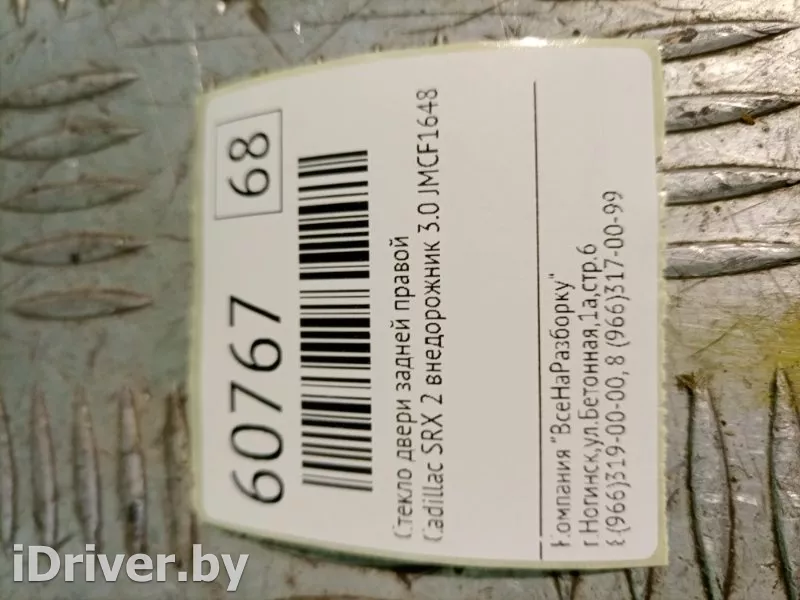 60767
68
Стекло двери задней правой
Cadillac SRX 2 внедорожник 3.0 JMCF1648
Компания "ВсеНаРазборку"
г.Ногинск,ул.Бетонная,1а,стр.6
8 (966)319-00-00, 8 (966)317-00-99
iDriver.by